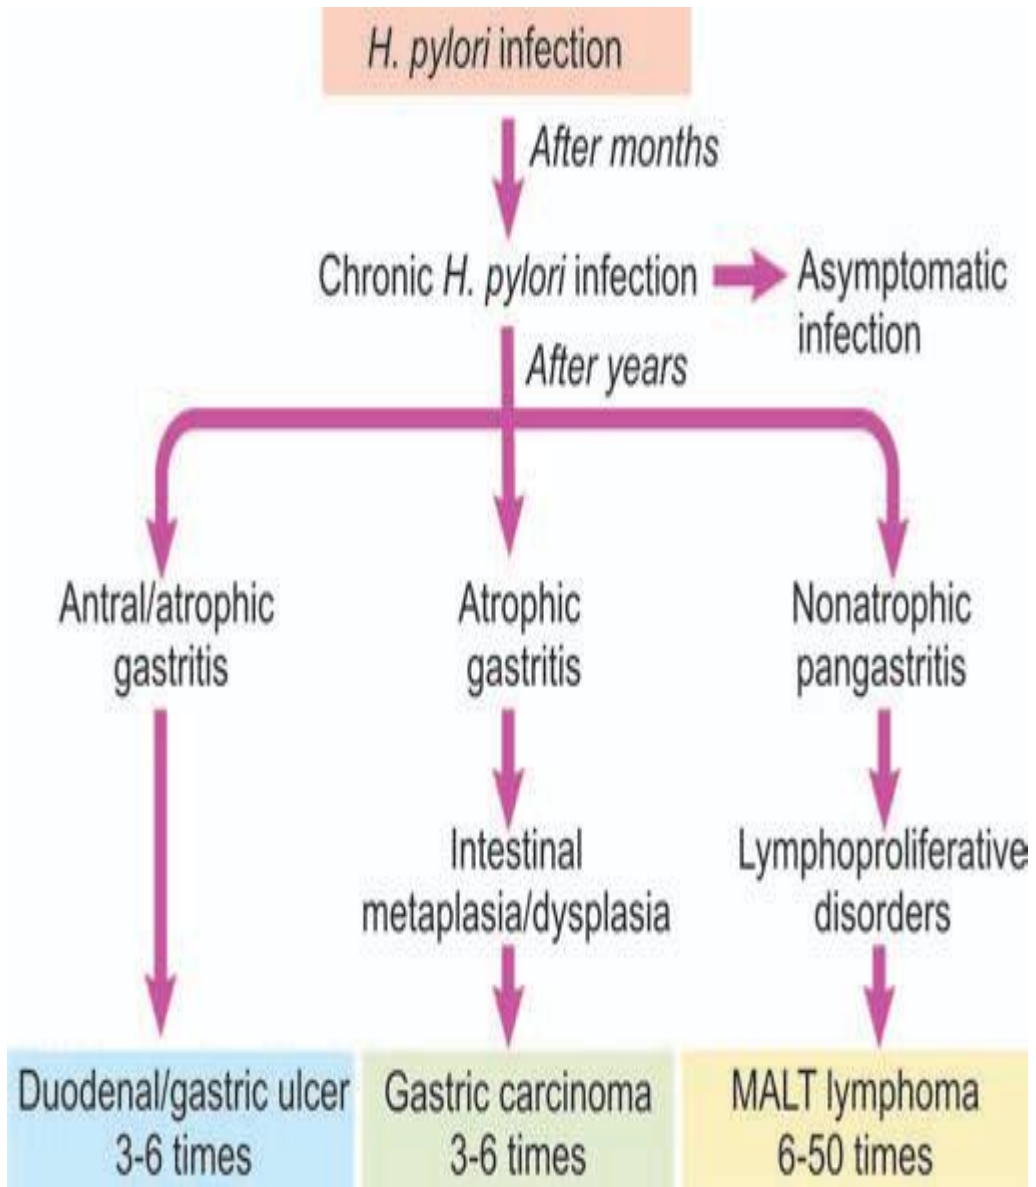 H. pylori infection
After months
Chronic H. pylori infection
Asymptomatic
infection
After years
Antral/atrophic
gastritis
Atrophic
gastritis
Nonatrophic
pangastritis
Intestinal
metaplasia/dysplasia
Lymphoproliferative
disorders
Duodenal/gastric ulcer
3-6 times
Gastric carcinoma
3-6 times
MALT lymphoma
6-50 times